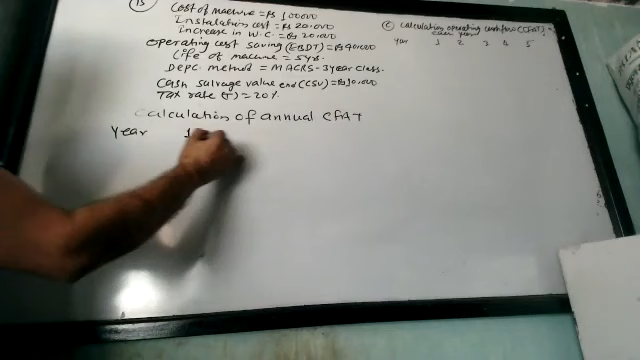 13 Cost of machine = Rs 100000
Instalation cost = Rs 20.000
Increase in W.C. = Rs 20.000
Operating cost saving (EBDT) = Rs 40,000
Life of machine = 5 yrs.
Depc. method = MACRS - 3 year class.
Cash salvage value end (CSV) = Rs 10,000
Tax rate (T) = 20%
Calculation of annual CFAT
Year 1
C Calculation operating cash flow (CFAT) =
Year 1 2 3 4 5